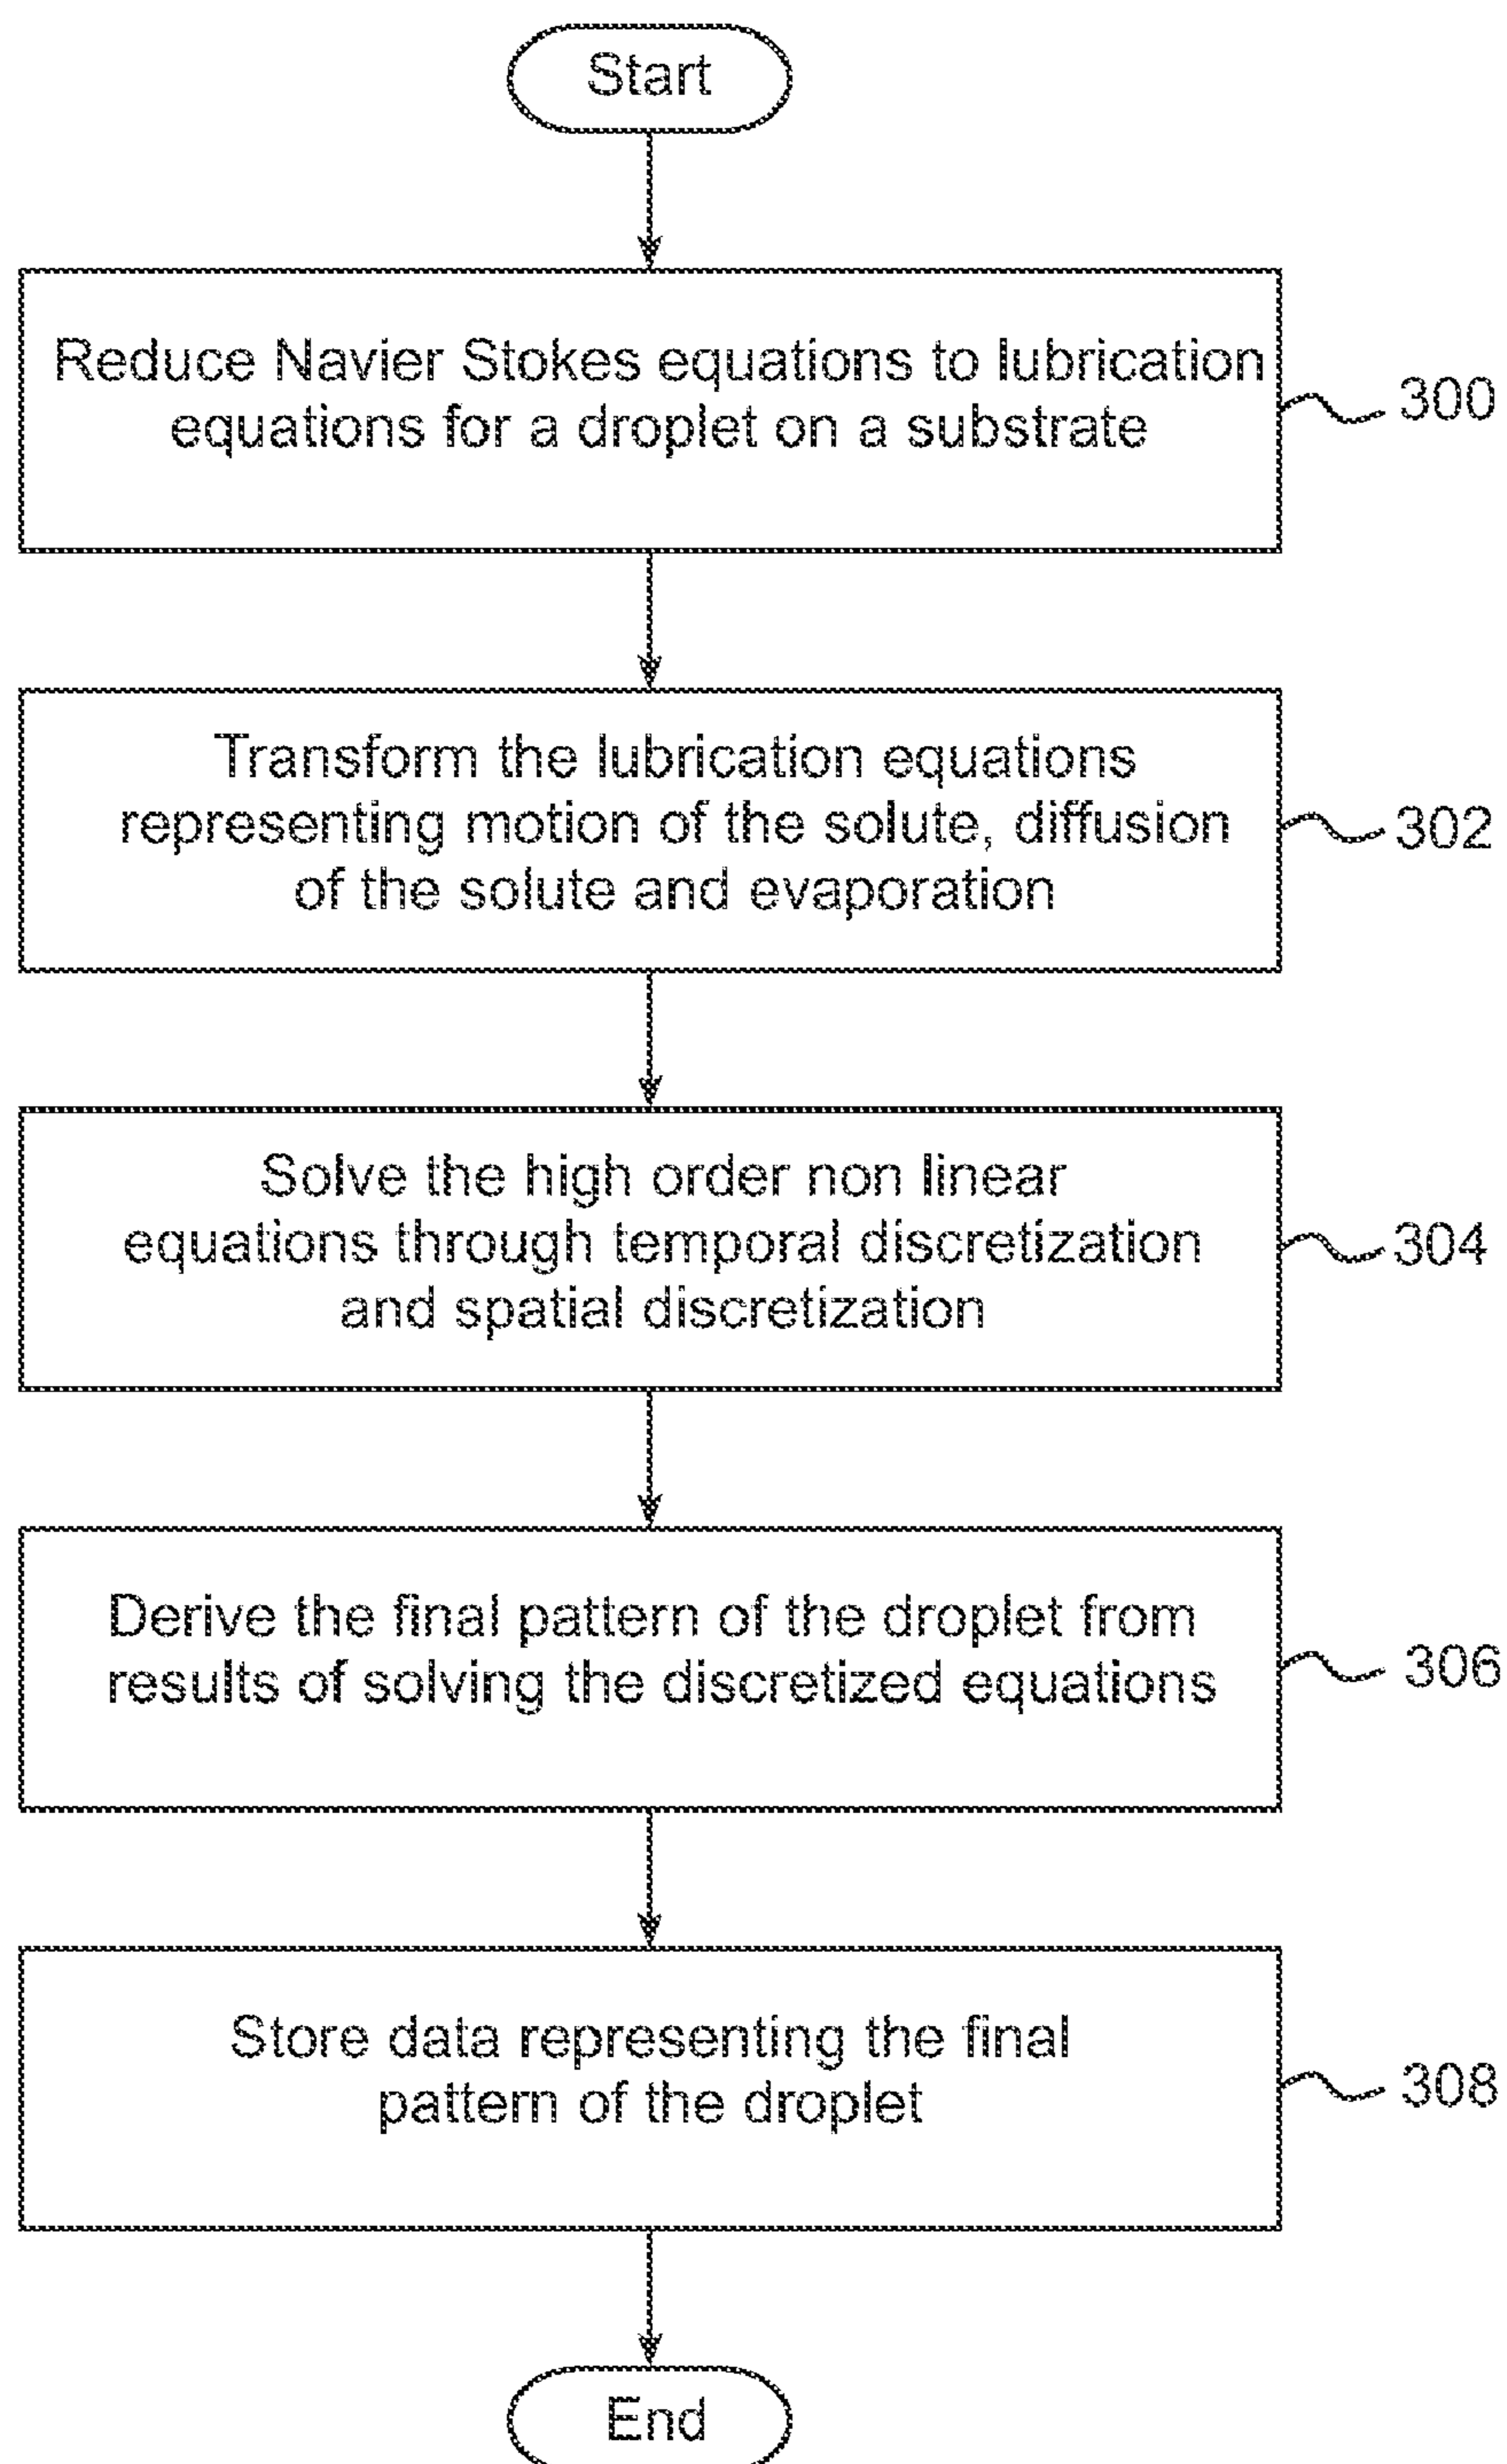 Start
Reduce Navier Stokes equations to lubrication
equations for a droplet on a substrate
300
Transform the lubrication equations
representing motion of the solute, diffusion
of the solute and evaporation
302
Solve the high order non linear
equations through temporal discretization
and spatial discretization
304
Derive the final pattern of the droplet from
results of solving the discretized equations
306
Store data representing the final
pattern of the droplet
308
End